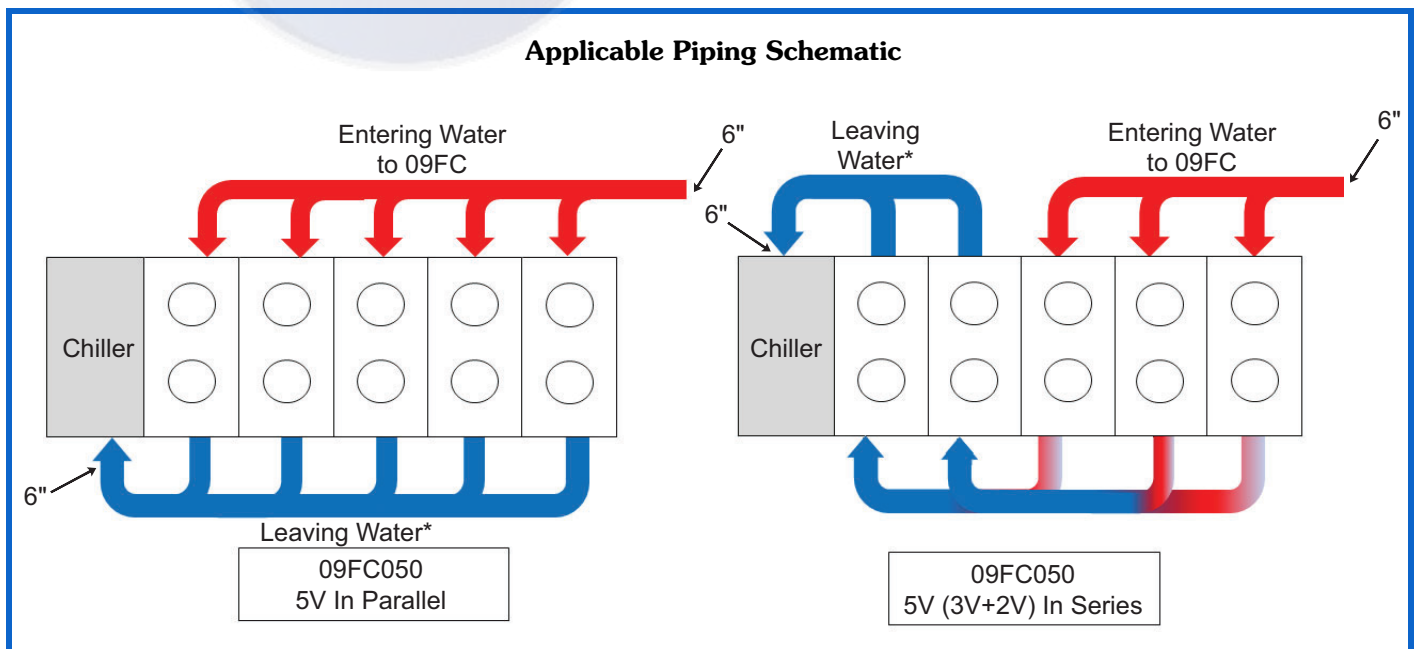 Applicable Piping Schematic
Entering Water
to 09FC
6"
Chiller
6"
Leaving Water*
09FC050
5V In Parallel
Leaving
Water*
Entering Water
to 09FC
6"
6"
Chiller
09FC050
5V (3V+2V) In Series